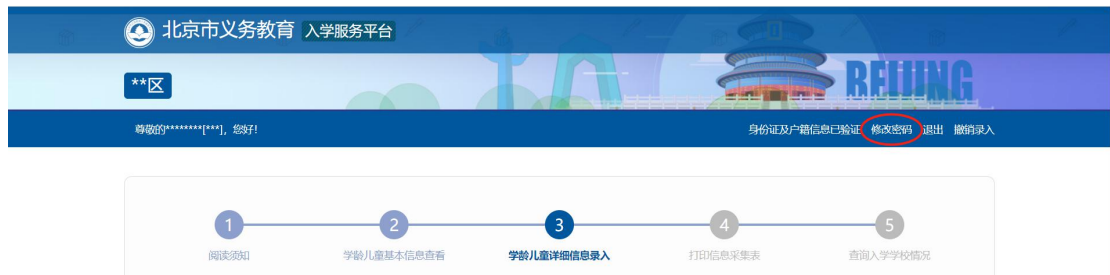 北京市义务教育 入学服务平台
**区
BEIJING
尊敬的********[***]，您好！
身份证及户籍信息已验证 修改密码 退出 撤销录入
1 2 3 4 5
阅读须知 学龄儿童基本信息查看 学龄儿童详细信息录入 打印信息采集表 查询入学学校情况